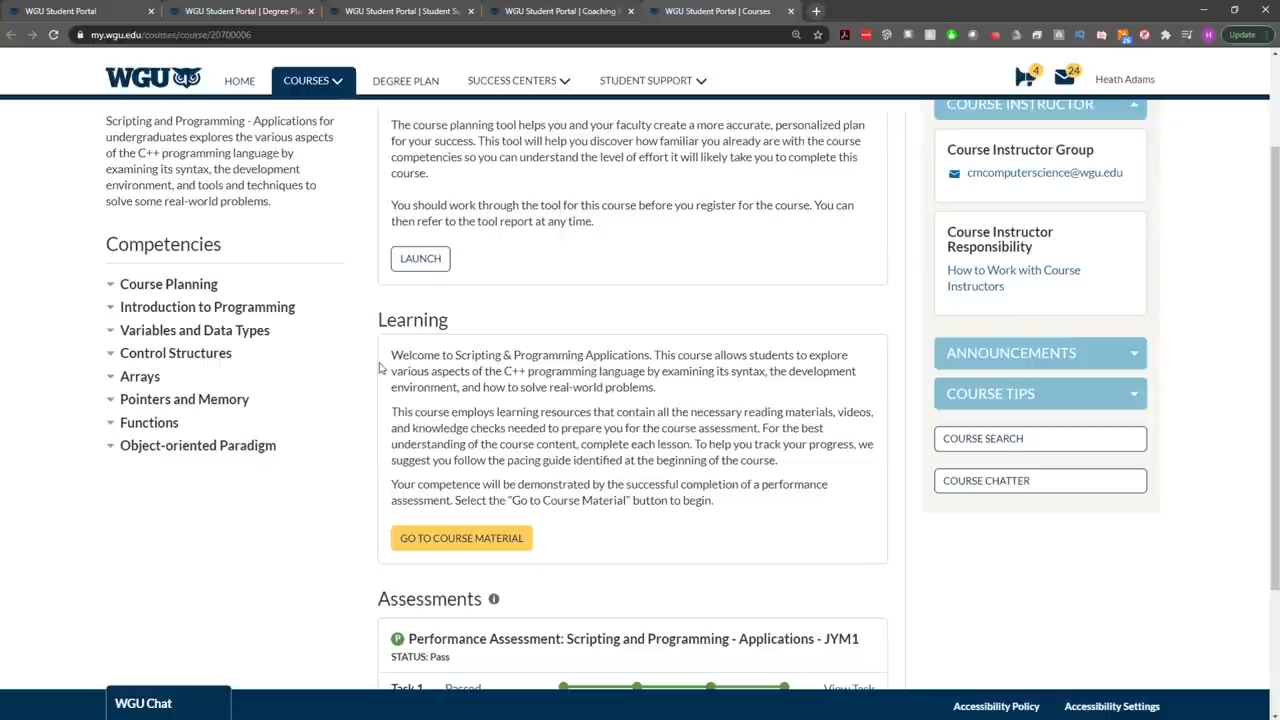 WGU Student Portal
WGU Student Portal | Degree Pl
WGU Student Portal | Student S
WGU Student Portal | Coaching
WGU Student Portal | Courses
my.wgu.edu/courses/course/20700006
Update
WGU
HOME
COURSES
DEGREE PLAN
SUCCESS CENTERS
STUDENT SUPPORT
4
24
Heath Adams
Scripting and Programming - Applications for
undergraduates explores the various aspects
of the C++ programming language by
examining its syntax, the development
environment, and tools and techniques to
solve some real-world problems.
Competencies
Course Planning
Introduction to Programming
Variables and Data Types
Control Structures
Arrays
Pointers and Memory
Functions
Object-oriented Paradigm
The course planning tool helps you and your faculty create a more accurate, personalized plan
for your success. This tool will help you discover how familiar you already are with the course
competencies so you can understand the level of effort it will likely take you to complete this
course.
You should work through the tool for this course before you register for the course. You can
then refer to the tool report at any time.
LAUNCH
Learning
Welcome to Scripting & Programming Applications. This course allows students to explore
various aspects of the C++ programming language by examining its syntax, the development
environment, and how to solve real-world problems.
This course employs learning resources that contain all the necessary reading materials, videos,
and knowledge checks needed to prepare you for the course assessment. For the best
understanding of the course content, complete each lesson. To help you track your progress, we
suggest you follow the pacing guide identified at the beginning of the course.
Your competence will be demonstrated by the successful completion of a performance
assessment. Select the "Go to Course Material" button to begin.
GO TO COURSE MATERIAL
Assessments
P Performance Assessment: Scripting and Programming - Applications - JYM1
STATUS: Pass
Task 1 Passed View Task
COURSE INSTRUCTOR
Course Instructor Group
cmcomputerscience@wgu.edu
Course Instructor
Responsibility
How to Work with Course
Instructors
ANNOUNCEMENTS
COURSE TIPS
COURSE SEARCH
COURSE CHATTER
WGU Chat
Accessibility Policy
Accessibility Settings